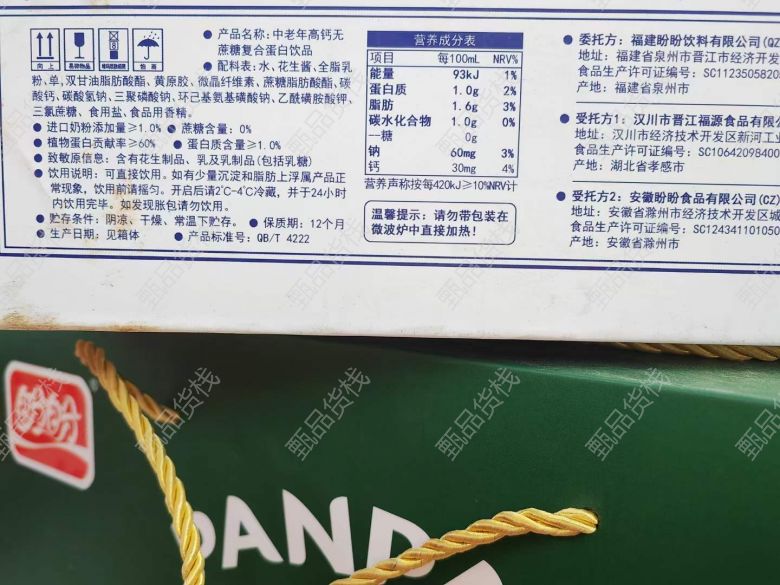 向上
易碎物品
怕雨
产品名称：中老年高钙无
蔗糖复合蛋白饮品
配料表：水、花生酱、全脂乳
粉、单,双甘油脂肪酸酯、黄原胶、微晶纤维素、蔗糖脂肪酸酯、碳
酸钙、碳酸氢钠、三聚磷酸钠、环己基氨基磺酸钠、乙酰磺胺酸钾、
三氯蔗糖、食用盐、食品用香精。
进口奶粉添加量≥1.0% 蔗糖含量：0%
植物蛋白贡献率≥60% 蛋白质含量≥1.0%
致敏原信息：含有花生制品、乳及乳制品(包括乳糖)
饮用说明：可直接饮用。如有少量沉淀和脂肪上浮属产品正
常现象，饮用前请摇匀。开启后请2℃-4℃冷藏，并于24小时
内饮用完毕。如发现胀包请勿饮用。
贮存条件：阴凉、干燥、常温下贮存。 保质期：12个月
生产日期：见箱体 产品标准号：QB/T 4222
营养成分表
项目 每100mL NRV%
能量 93kJ 1%
蛋白质 1.0g 2%
脂肪 1.6g 3%
碳水化合物 1.0g 0%
一糖 0g
钠 60mg 3%
钙 30mg 4%
营养声称按每420kJ≥10%NRV计
温馨提示：请勿带包装在
微波炉中直接加热！
委托方：福建盼盼饮料有限公司(QZ
地址：福建省泉州市晋江市经济开发
食品生产许可证编号：SC1123505820
产地：福建省泉州市
受托方1：汉川市晋江福源食品有限公
地址：汉川市经济技术开发区新河工业
食品生产许可证编号：SC10642098400
产地：湖北省孝感市
受托方2：安徽盼盼食品有限公司(CZ)
地址：安徽省滁州市经济技术开发区城
食品生产许可证编号：SC124341101050
产地：安徽省滁州市
盼盼
PAND
甄品货栈